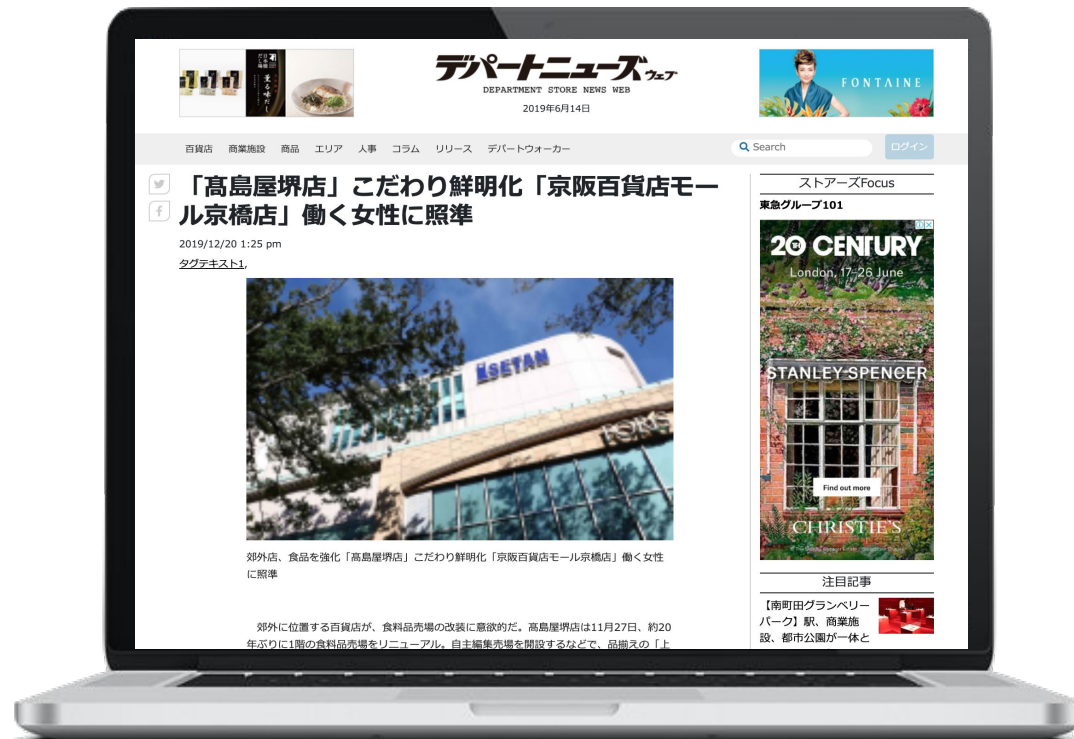 日本橋
だし場
薫る味だし
デパートニューズウェブ
DEPARTMENT STORE NEWS WEB
2019年6月14日
FONTAINE
百貨店 商業施設 商品 エリア 人事 コラム リリース デパートウォーカー
Search
ログイン
「髙島屋堺店」こだわり鮮明化「京阪百貨店モー
ル京橋店」働く女性に照準
2019/12/20 1:25 pm
タグテキスト1,
ISETAN
FORIS
郊外店、食品を強化「髙島屋堺店」こだわり鮮明化「京阪百貨店モール京橋店」働く女性
に照準
郊外に位置する百貨店が、食料品売場の改装に意欲的だ。髙島屋堺店は11月27日、約20
年ぶりに1階の食料品売場をリニューアル。自主編集売場を開設するなどで、品揃えの「上
ストアーズFocus
東急グループ101
20TH CENTURY
London, 17-26 June
STANLEY SPENCER
Find out more
CHRISTIE'S
注目記事
【南町田グランベリー
パーク】駅、商業施
設、都市公園が一体と